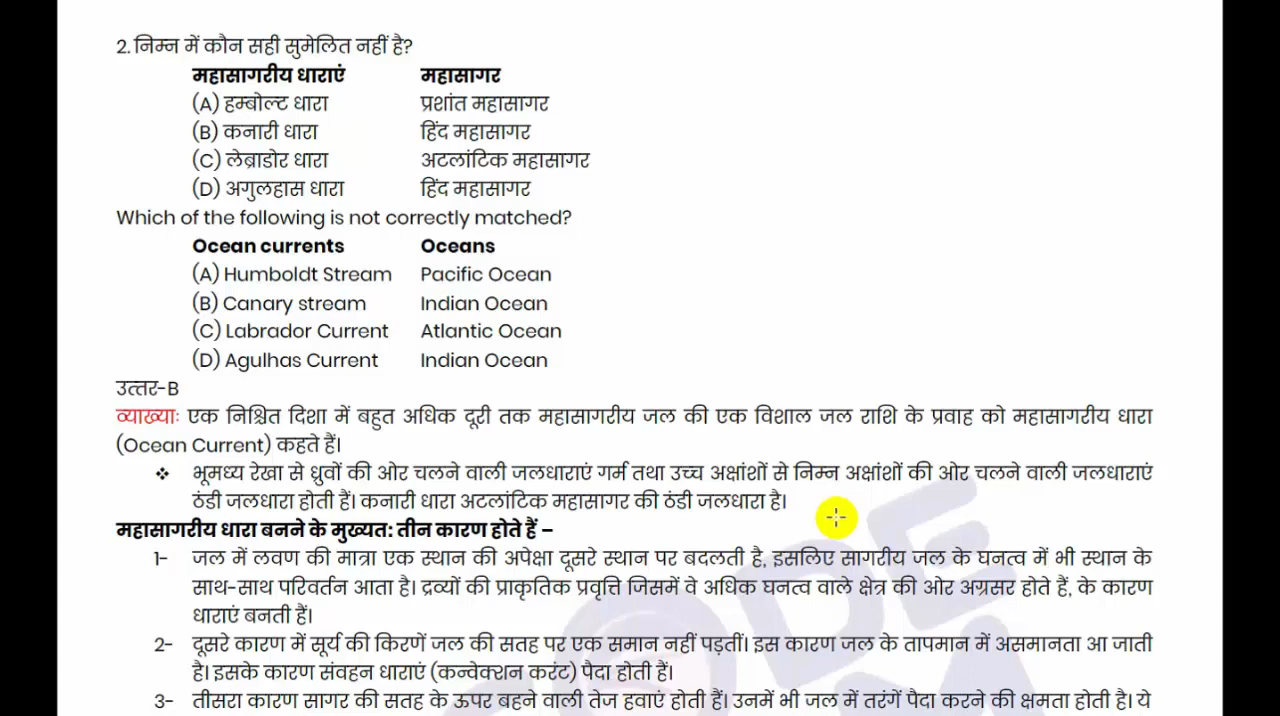 2. निम्न में कौन सही सुमेलित नहीं है?
महासागरीय धाराएं महासागर
(A) हम्बोल्ट धारा प्रशांत महासागर
(B) कनारी धारा हिंद महासागर
(C) लेब्राडोर धारा अटलांटिक महासागर
(D) अगुलहास धारा हिंद महासागर
Which of the following is not correctly matched?
Ocean currents Oceans
(A) Humboldt Stream Pacific Ocean
(B) Canary stream Indian Ocean
(C) Labrador Current Atlantic Ocean
(D) Agulhas Current Indian Ocean
उत्तर-B
व्याख्याः एक निश्चित दिशा में बहुत अधिक दूरी तक महासागरीय जल की एक विशाल जल राशि के प्रवाह को महासागरीय धारा
(Ocean Current) कहते हैं।
❖ भूमध्य रेखा से ध्रुवों की ओर चलने वाली जलधाराएं गर्म तथा उच्च अक्षांशों से निम्न अक्षांशों की ओर चलने वाली जलधाराएं
ठंडी जलधारा होती हैं। कनारी धारा अटलांटिक महासागर की ठंडी जलधारा है।
महासागरीय धारा बनने के मुख्यत: तीन कारण होते हैं –
1- जल में लवण की मात्रा एक स्थान की अपेक्षा दूसरे स्थान पर बदलती है, इसलिए सागरीय जल के घनत्व में भी स्थान के
साथ-साथ परिवर्तन आता है। द्रव्यों की प्राकृतिक प्रवृत्ति जिसमें वे अधिक घनत्व वाले क्षेत्र की ओर अग्रसर होते हैं, के कारण
धाराएं बनती हैं।
2- दूसरे कारण में सूर्य की किरणें जल की सतह पर एक समान नहीं पड़तीं। इस कारण जल के तापमान में असमानता आ जाती
है। इसके कारण संवहन धाराएं (कन्वेक्शन करंट) पैदा होती हैं।
3- तीसरा कारण सागर की सतह के ऊपर बहने वाली तेज हवाएं होती हैं। उनमें भी जल में तरंगें पैदा करने की क्षमता होती है। ये